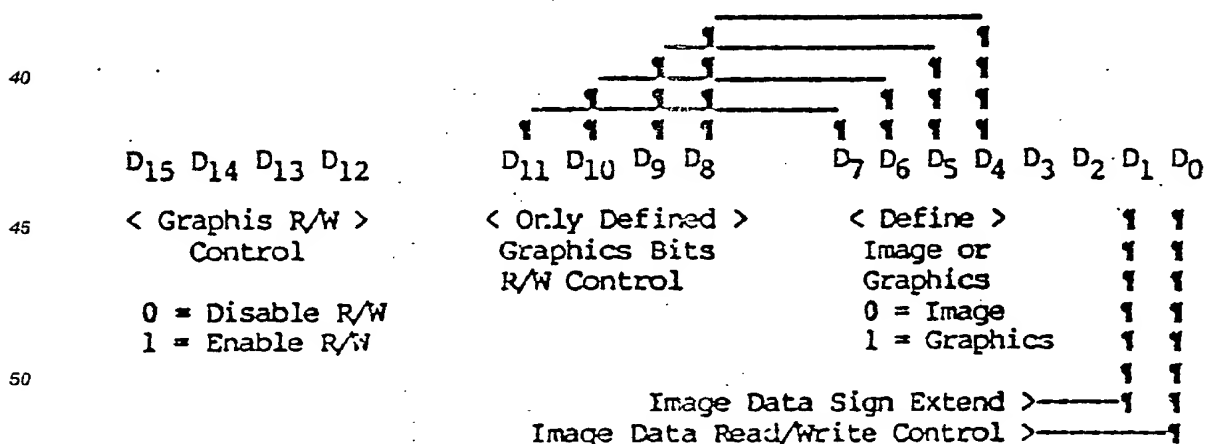 40
D15 D14 D13 D12 D11 D10 D9 D8 D7 D6 D5 D4 D3 D2 D1 D0
45 < Graphis R/W > < Only Defined > < Define >
Control Graphics Bits Image or
R/W Control Graphics
0 = Disable R/W 0 = Image
1 = Enable R/W 1 = Graphics
50
Image Data Sign Extend >
Image Data Read/Write Control >